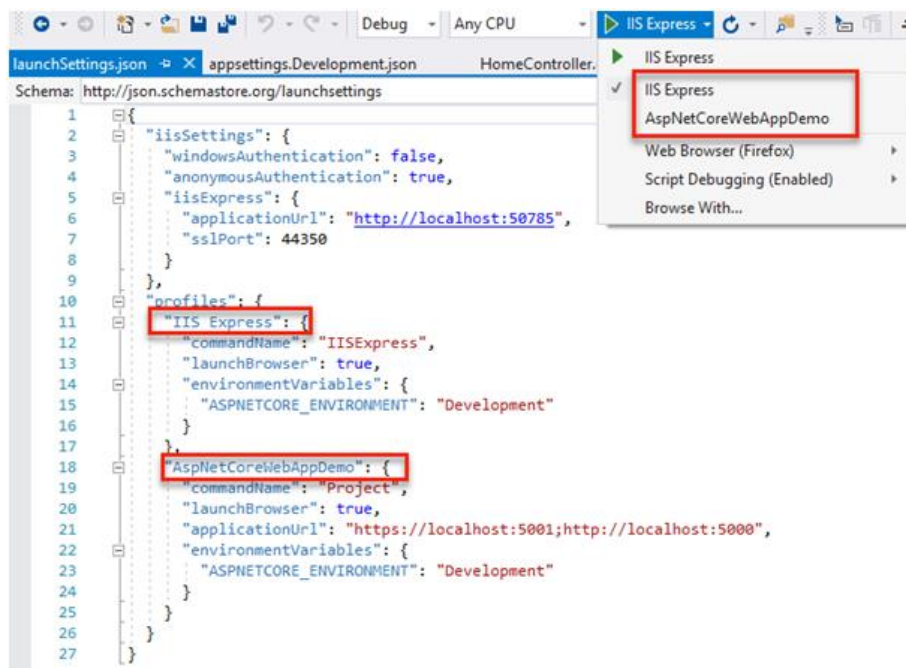 Debug Any CPU IIS Express
launchSettings.json appsettings.Development.json HomeController.
IIS Express
IIS Express
AspNetCoreWebAppDemo
Web Browser (Firefox)
Script Debugging (Enabled)
Browse With...
Schema: http://json.schemastore.org/launchsettings
1 {
2 "iisSettings": {
3 "windowsAuthentication": false,
4 "anonymousAuthentication": true,
5 "iisExpress": {
6 "applicationUrl": "http://localhost:50785",
7 "sslPort": 44350
8 }
9 },
10 "profiles": {
11 "IIS Express": {
12 "commandName": "IISExpress",
13 "launchBrowser": true,
14 "environmentVariables": {
15 "ASPNETCORE_ENVIRONMENT": "Development"
16 }
17 },
18 "AspNetCoreWebAppDemo": {
19 "commandName": "Project",
20 "launchBrowser": true,
21 "applicationUrl": "https://localhost:5001;http://localhost:5000",
22 "environmentVariables": {
23 "ASPNETCORE_ENVIRONMENT": "Development"
24 }
25 }
26 }
27 }